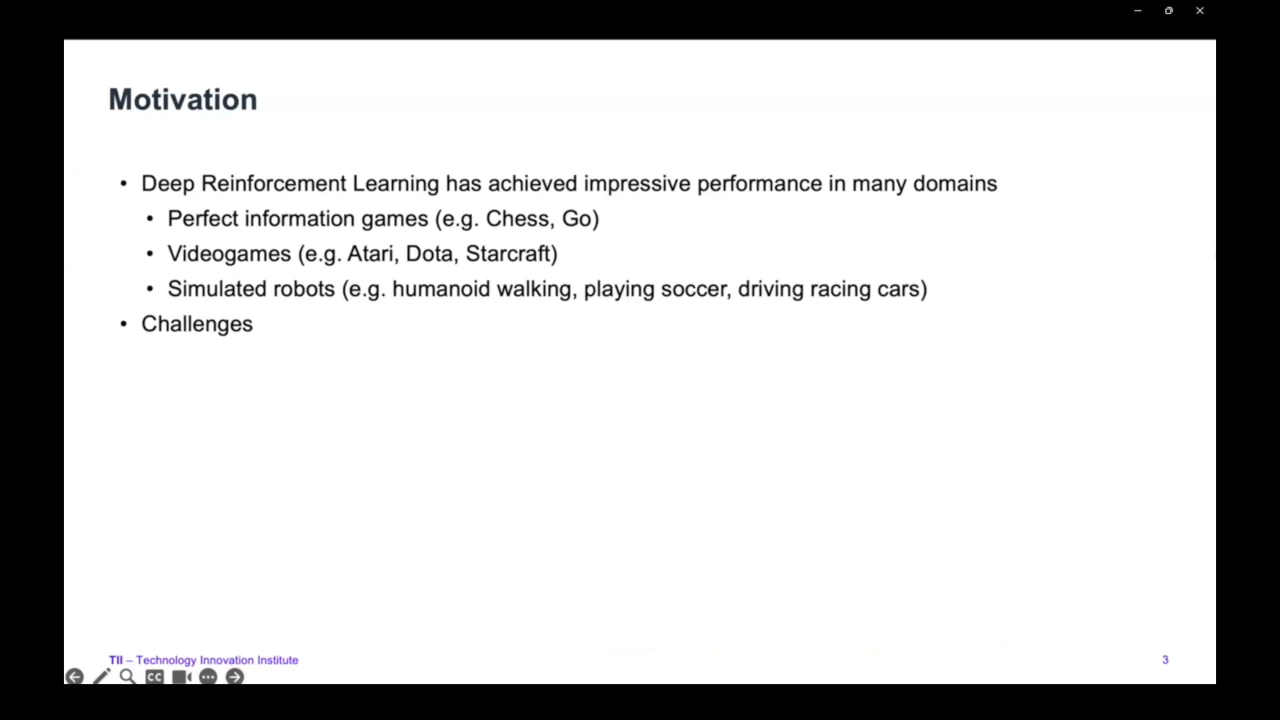 Motivation
• Deep Reinforcement Learning has achieved impressive performance in many domains
• Perfect information games (e.g. Chess, Go)
• Videogames (e.g. Atari, Dota, Starcraft)
• Simulated robots (e.g. humanoid walking, playing soccer, driving racing cars)
• Challenges
TII – Technology Innovation Institute
3
CC